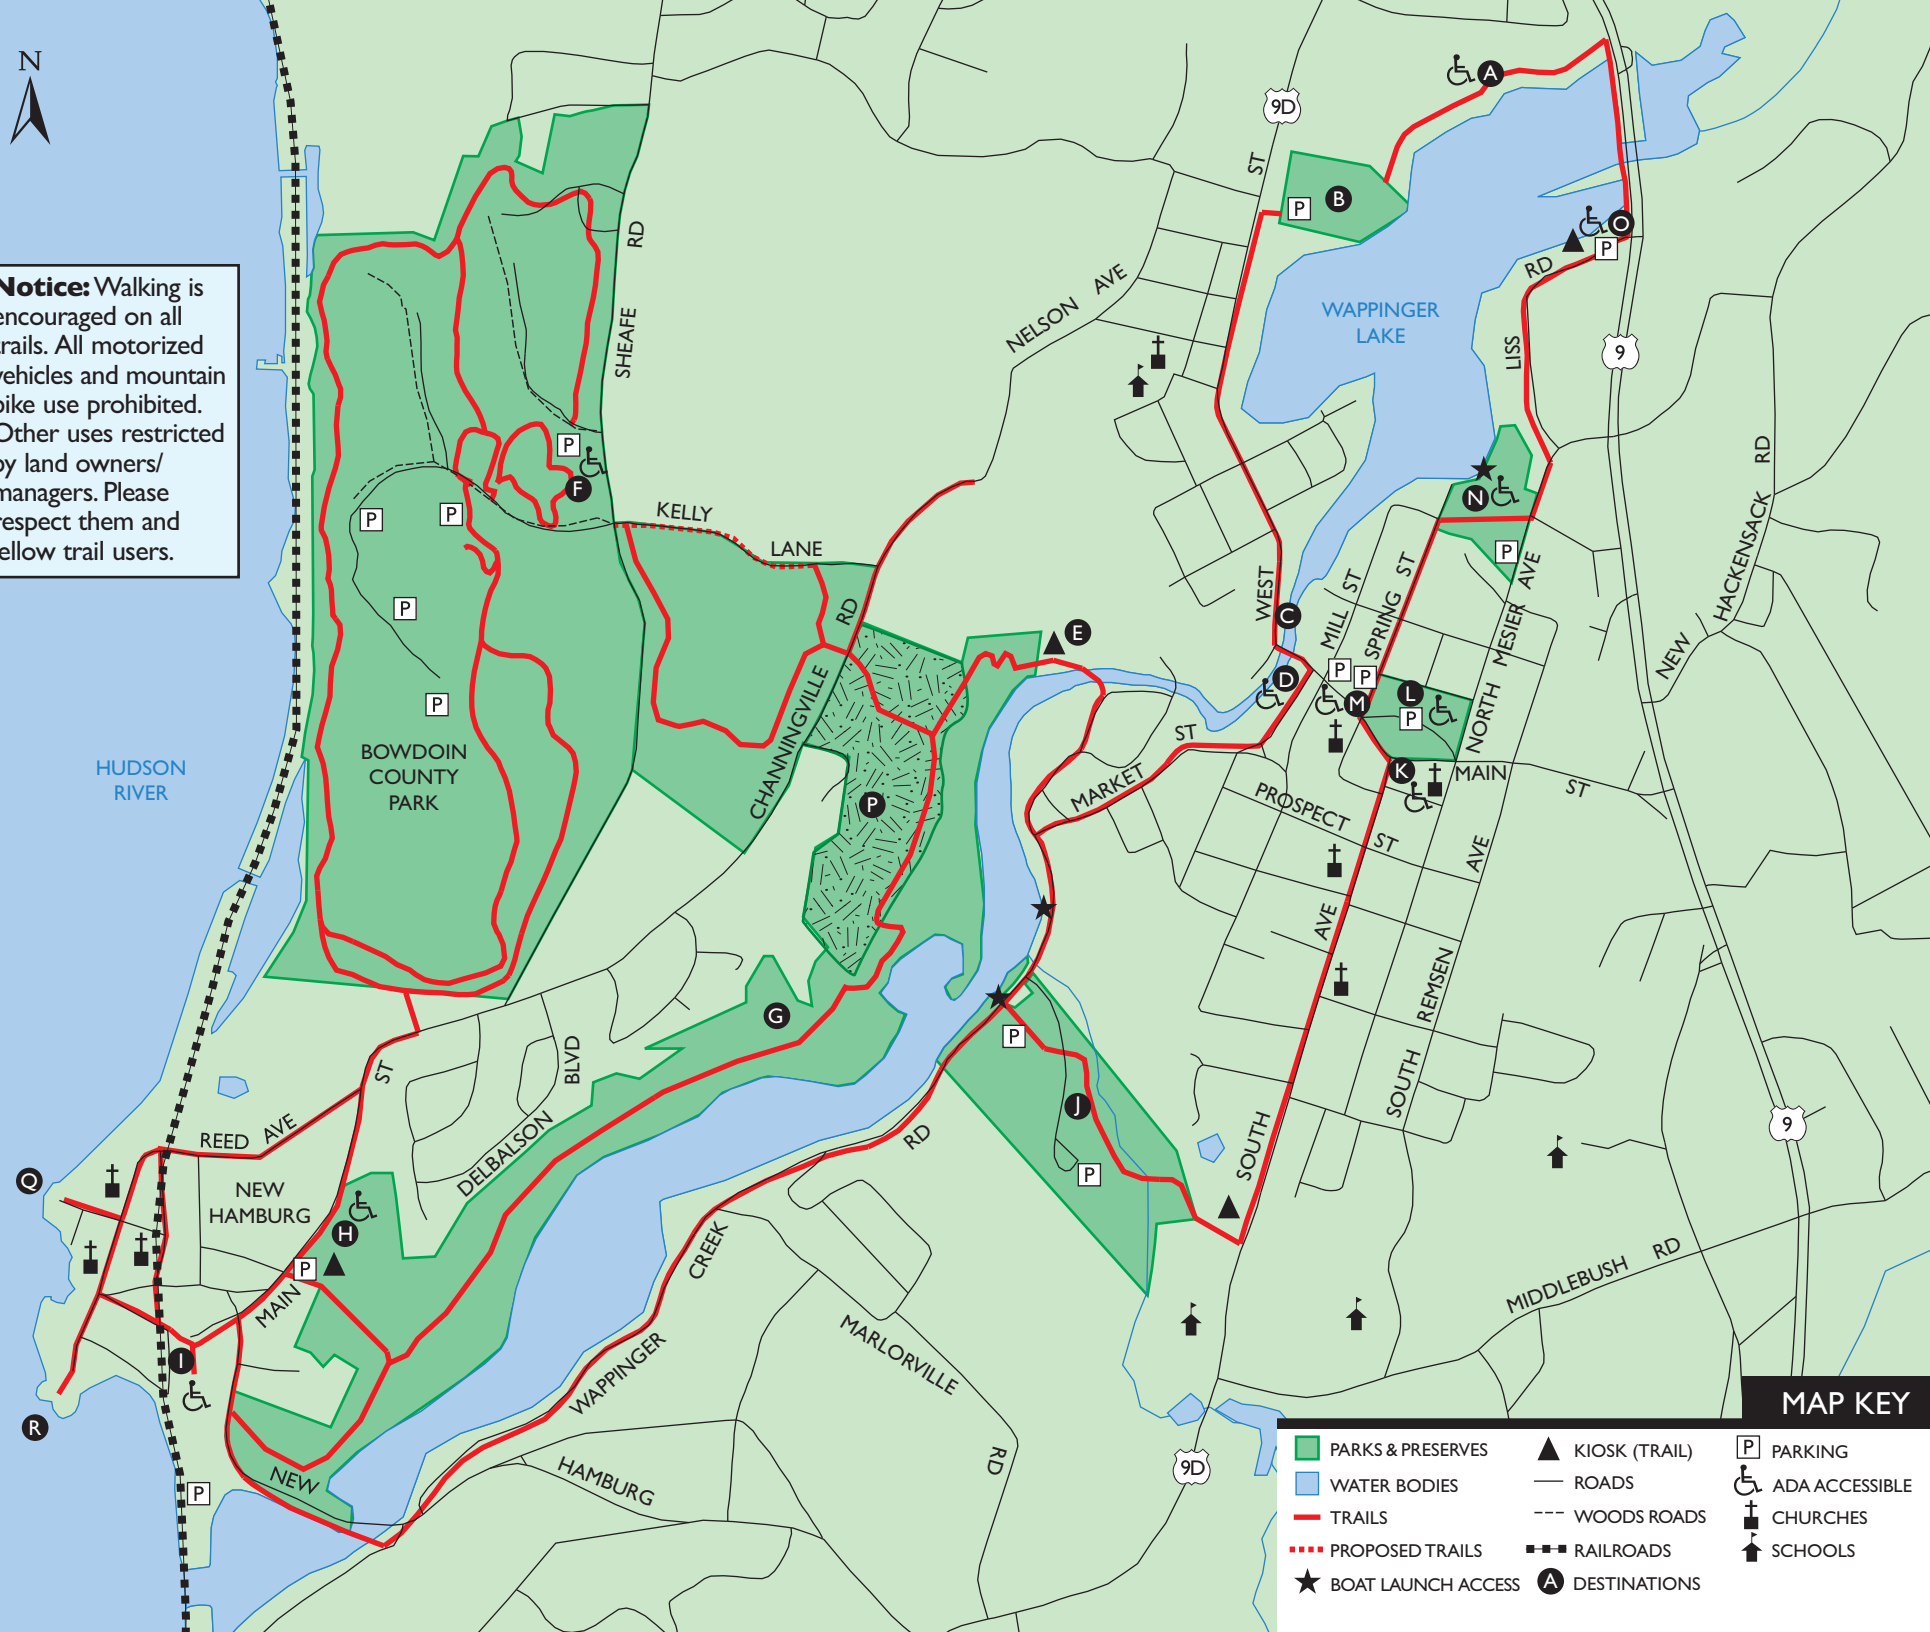 N
Notice: Walking is
encouraged on all
trails. All motorized
vehicles and mountain
bike use prohibited.
Other uses restricted
by land owners/
managers. Please
respect them and
fellow trail users.
9D
ST
A
B
P
O
P
RD
WAPPINGER
LAKE
LISS
9
NELSON AVE
SHEAFE RD
P
F
P
P
P
P
KELLY
LANE
RD
CHANNINGVILLE
BOWDOIN
COUNTY
PARK
HUDSON
RIVER
WEST
C
D
E
N
P
MILL ST
SPRING ST
NORTH MESIER AVE
NEW HACKENSACK RD
P
P
L
M
P
K
MAIN ST
MARKET ST
PROSPECT ST
P
AVE
AVE
SOUTH REMSEN
SOUTH
G
P
J
P
9
BLVD
DELBALSON
ST
REED AVE
Q
NEW
HAMBURG
H
P
MAIN
I
R
P
NEW
HAMBURG
RD
WAPPINGER CREEK RD
MARLORVILLE
RD
MIDDLEBUSH RD
9D
MAP KEY
PARKS & PRESERVES
WATER BODIES
TRAILS
PROPOSED TRAILS
BOAT LAUNCH ACCESS
KIOSK (TRAIL)
ROADS
WOODS ROADS
RAILROADS
A DESTINATIONS
P PARKING
ADA ACCESSIBLE
CHURCHES
SCHOOLS